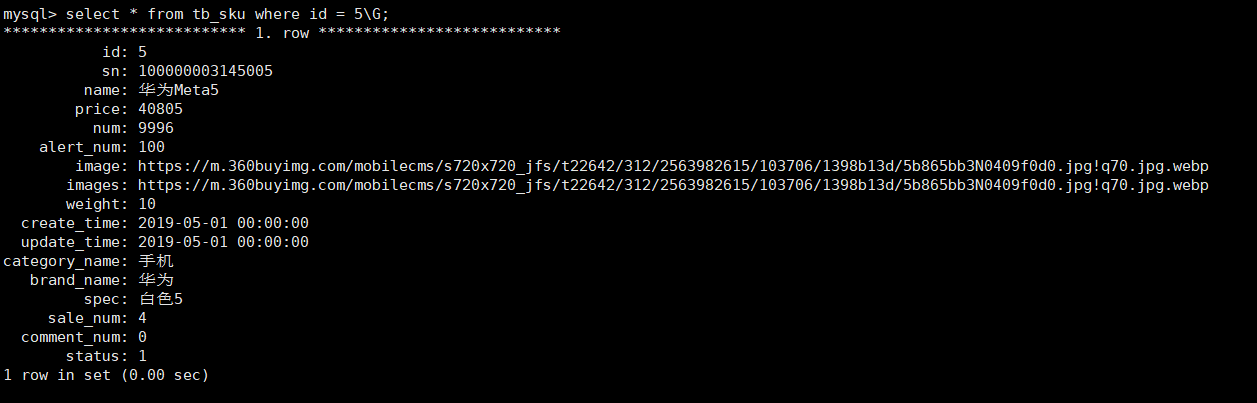 mysql> select * from tb_sku where id = 5\G;
*************************** 1. row ***************************
id: 5
sn: 100000003145005
name: 华为Meta5
price: 40805
num: 9996
alert_num: 100
image: https://m.360buyimg.com/mobilecms/s720x720_jfs/t22642/312/2563982615/103706/1398b13d/5b865bb3N0409f0d0.jpg!q70.jpg.webp
images: https://m.360buyimg.com/mobilecms/s720x720_jfs/t22642/312/2563982615/103706/1398b13d/5b865bb3N0409f0d0.jpg!q70.jpg.webp
weight: 10
create_time: 2019-05-01 00:00:00
update_time: 2019-05-01 00:00:00
category_name: 手机
brand_name: 华为
spec: 白色5
sale_num: 4
comment_num: 0
status: 1
1 row in set (0.00 sec)